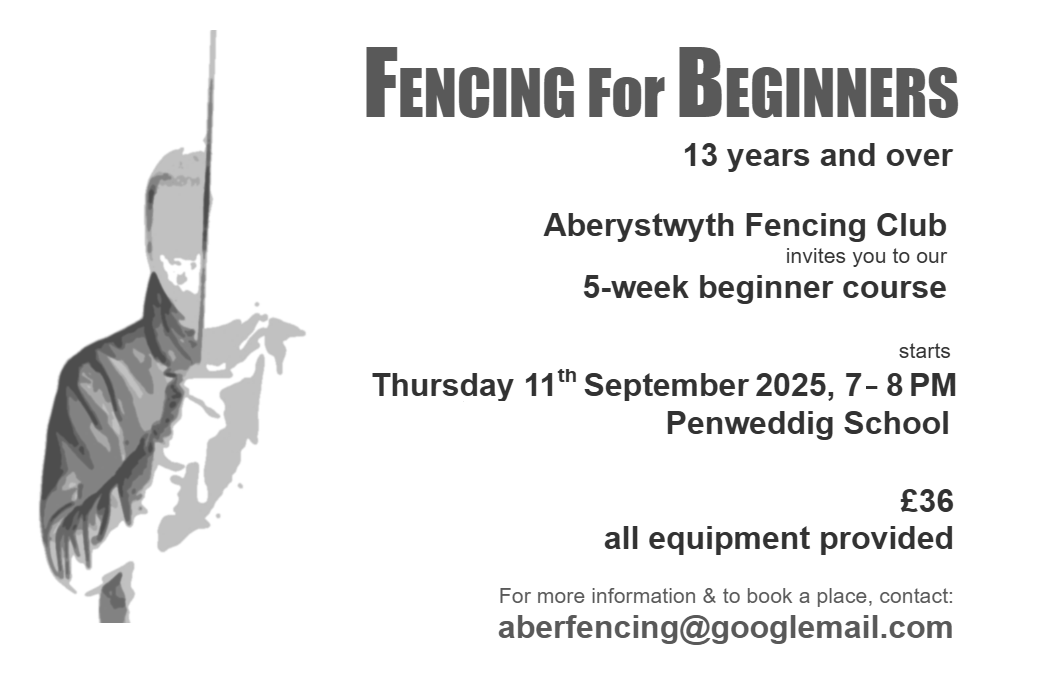 FENCING FOR BEGINNERS
13 years and over
Aberystwyth Fencing Club
invites you to our
5-week beginner course
starts
Thursday 11th September 2025, 7 – 8 PM
Penweddig School
£36
all equipment provided
For more information & to book a place, contact:
aberfencing@googlemail.com